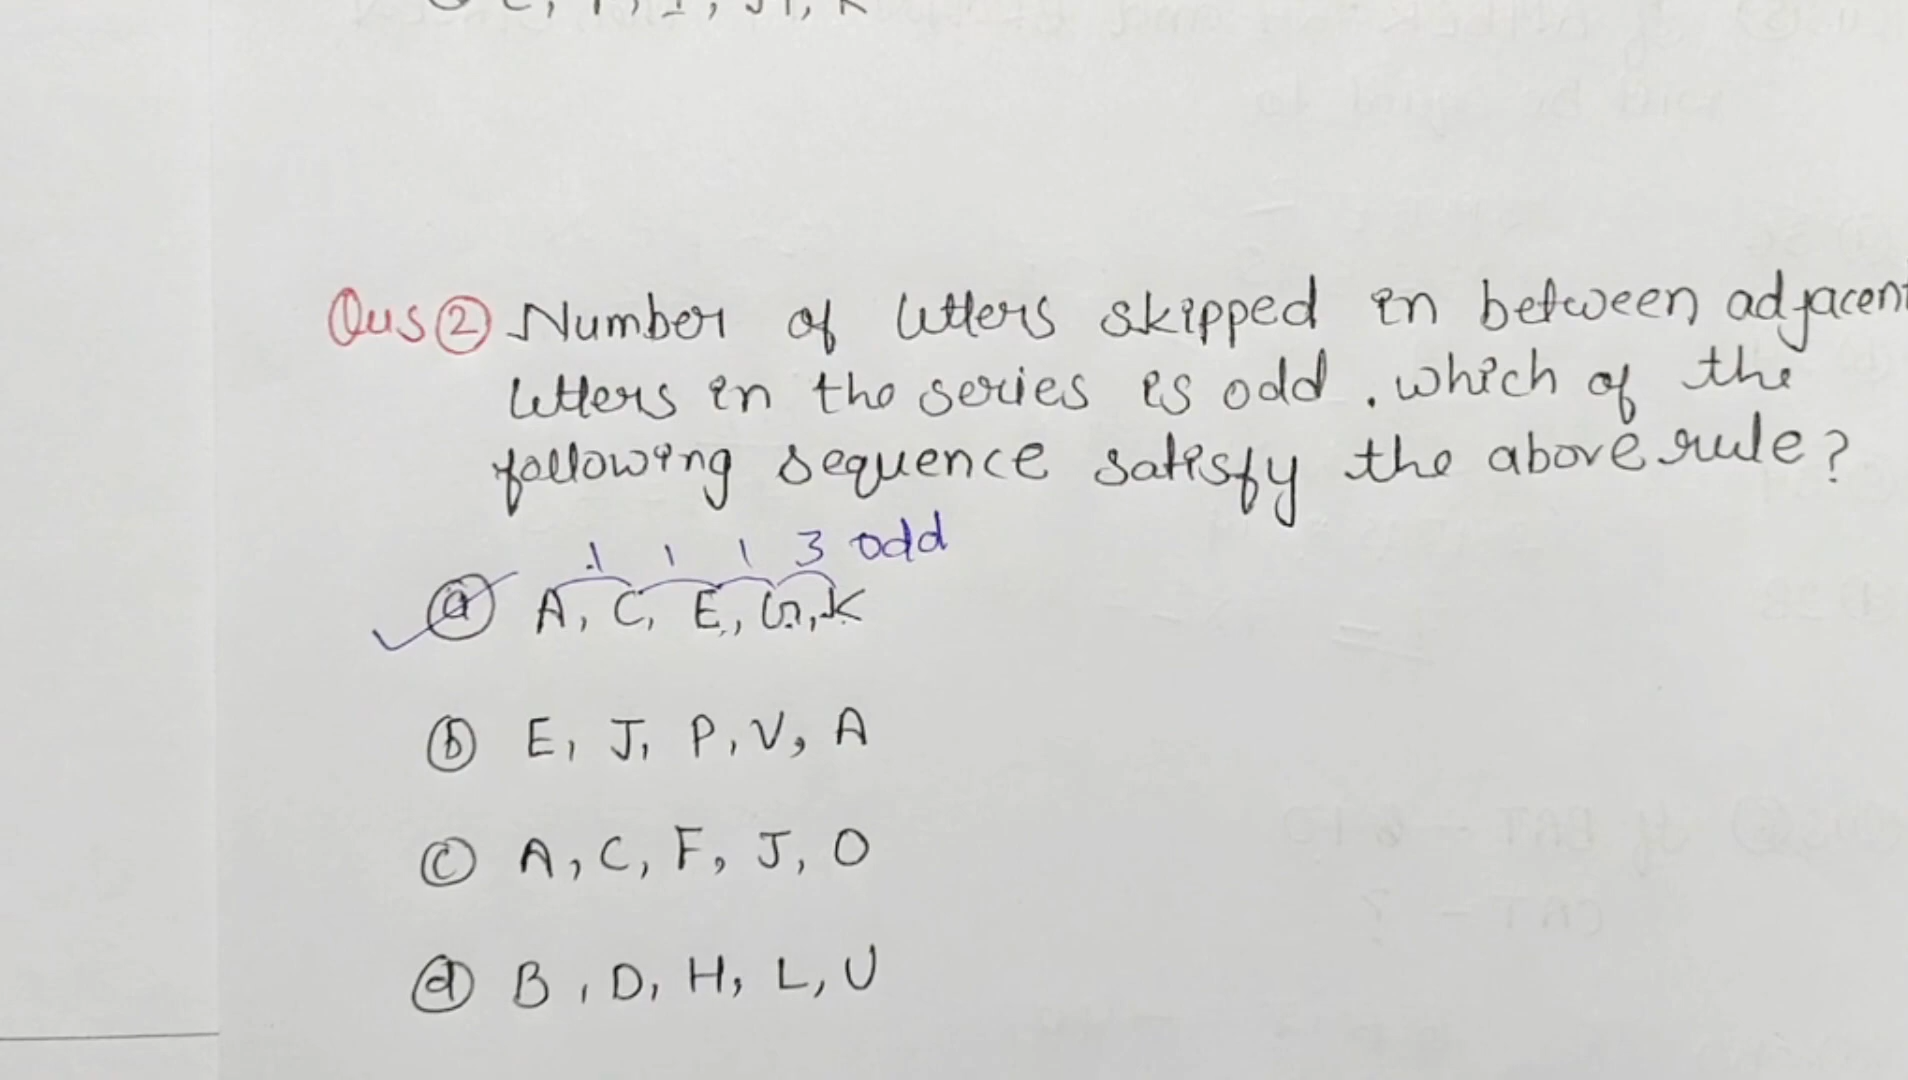 Ques ② Number of letters skipped in between adjacent
letters in the series is odd . which of the
following sequence satisfy the above rule ?
1 1 1 3 odd
ⓐ A, C, E, G, K
ⓑ E, J, P, V, A
ⓒ A, C, F, J, O
ⓓ B, D, H, L, U